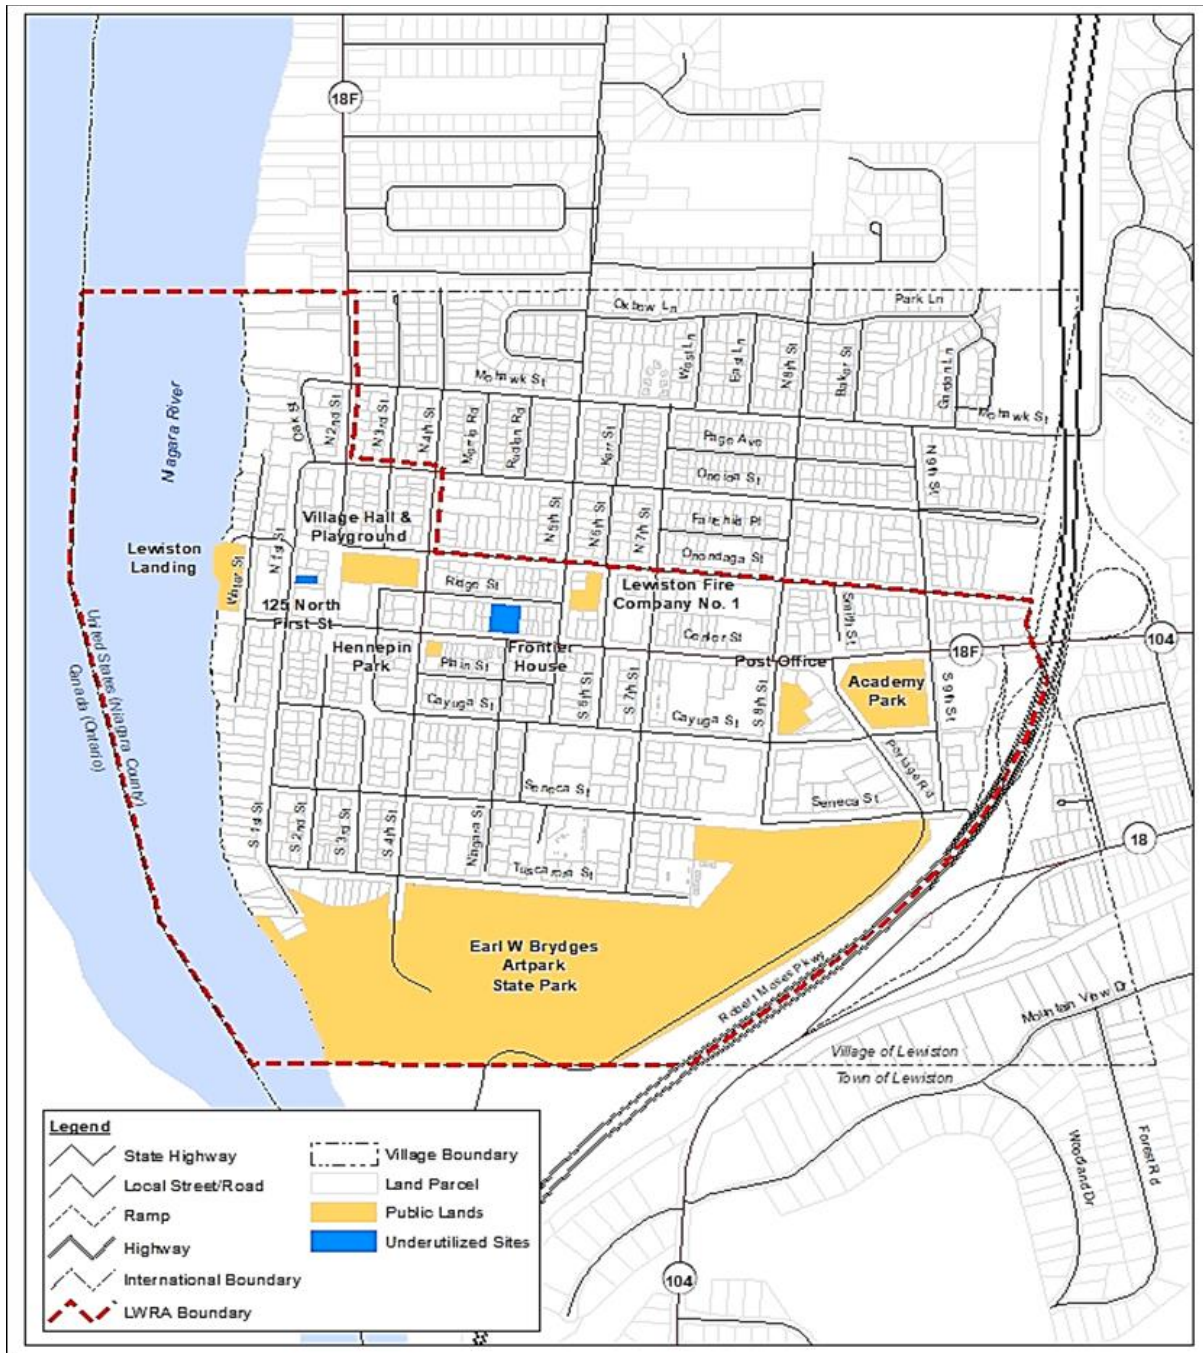 18F
Oxbow Ln
Park Ln
West Ln
East Ln
N 8th St
Baker St
Garden Ln
Mohawk St
Mohawk St
Oak St
N 2nd St
N 3rd St
N 4th St
Morris Rd
Kerr St
Page Ave
Onoton St
N 9th St
Niagara River
Village Hall &
Playground
N 5th St
N 6th St
N 7th St
Fairchild Pl
Onondaga St
Lewiston
Landing
Water St
N 1st St
Ridge St
Lewiston Fire
Company No. 1
125 North
First St
Center St
Smith St
18F
104
Hennepin
Park
Frontier
House
Plain St
Post Office
Academy
Park
United States (Niagara County)
Canada (Ontario)
Cayuga St
S 6th St
S 7th St
Cayuga St
S 8th St
S 9th St
Portage Rd
Seneca St
Seneca St
S 1st St
S 2nd St
S 3rd St
S 4th St
Niagara St
Tuscarora St
18
Earl W Brydges
Artpark
State Park
Robert Moses Pkwy
Mountain View Dr
Village of Lewiston
Town of Lewiston
Woodland Dr
Forest Rd
104
Legend
State Highway
Local Street/Road
Ramp
Highway
International Boundary
LWRA Boundary
Village Boundary
Land Parcel
Public Lands
Underutilized Sites